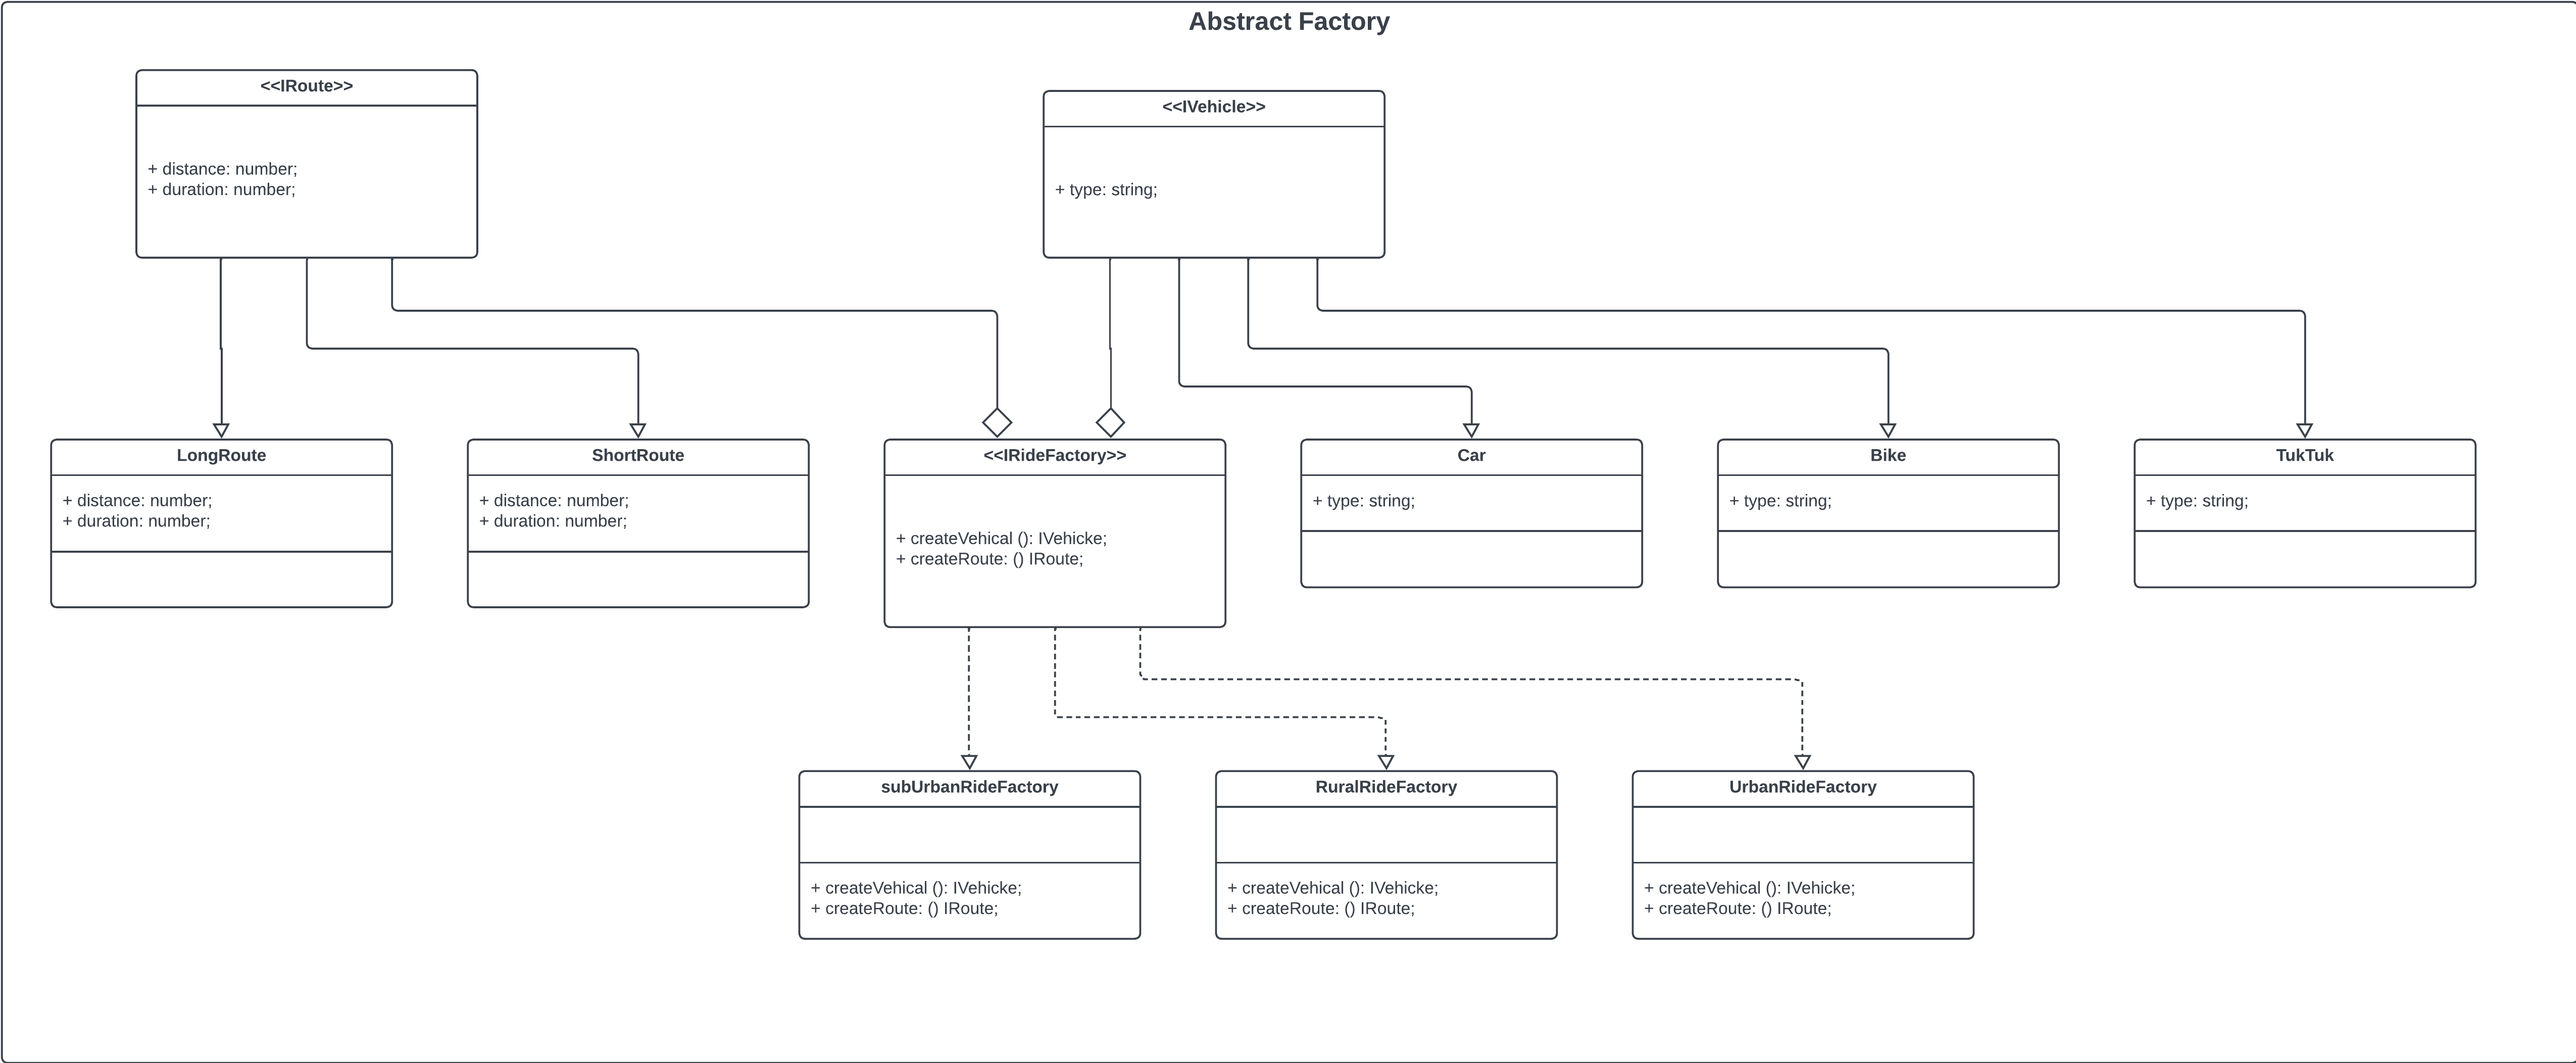 Abstract Factory
<<IRoute>>
+ distance: number;
+ duration: number;
<<IVehicle>>
+ type: string;
LongRoute
+ distance: number;
+ duration: number;
ShortRoute
+ distance: number;
+ duration: number;
<<IRideFactory>>
+ createVehical (): IVehicke;
+ createRoute: () IRoute;
Car
+ type: string;
Bike
+ type: string;
TukTuk
+ type: string;
subUrbanRideFactory
+ createVehical (): IVehicke;
+ createRoute: () IRoute;
RuralRideFactory
+ createVehical (): IVehicke;
+ createRoute: () IRoute;
UrbanRideFactory
+ createVehical (): IVehicke;
+ createRoute: () IRoute;